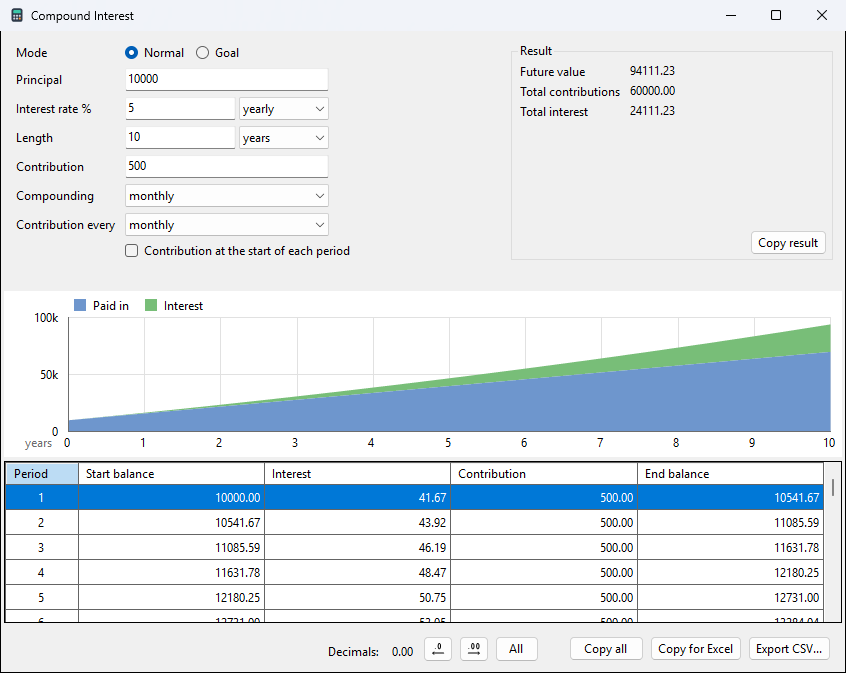 Compound Interest
Mode Normal Goal
Principal 10000
Interest rate % 5 yearly
Length 10 years
Contribution 500
Compounding monthly
Contribution every monthly
Contribution at the start of each period
Result
Future value 94111.23
Total contributions 60000.00
Total interest 24111.23
Copy result
Paid in Interest
100k
50k
0
years 0 1 2 3 4 5 6 7 8 9 10
Period Start balance Interest Contribution End balance
1 10000.00 41.67 500.00 10541.67
2 10541.67 43.92 500.00 11085.59
3 11085.59 46.19 500.00 11631.78
4 11631.78 48.47 500.00 12180.25
5 12180.25 50.75 500.00 12731.00
Decimals: 0.00 .0 .00 All Copy all Copy for Excel Export CSV...